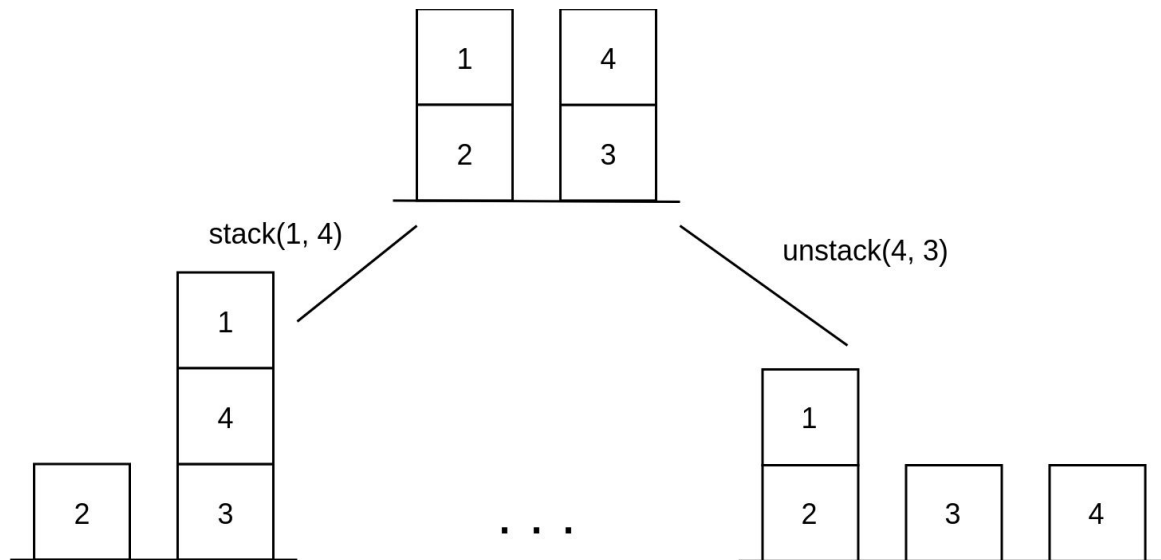 1 4
2 3
stack(1, 4)
unstack(4, 3)
1
4
2 3
1
2 3 4
. . .